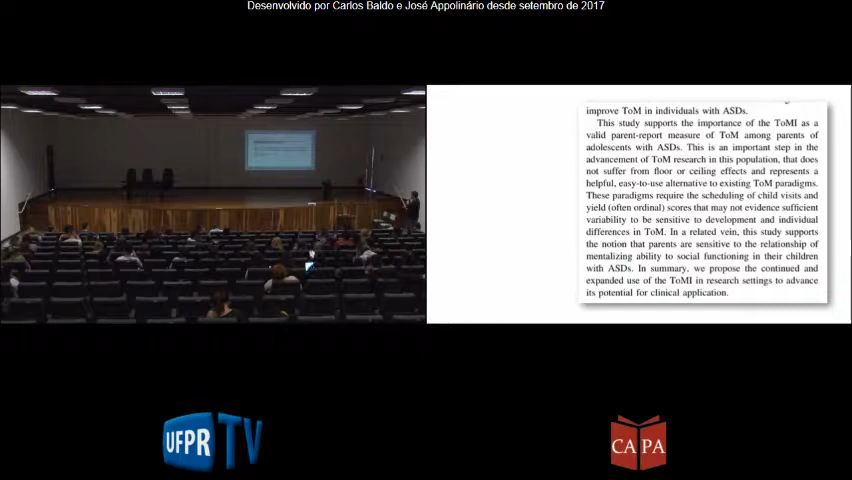 Desenvolvido por Carlos Baldo e José Appolinário desde setembro de 2017
improve ToM in individuals with ASDs.
This study supports the importance of the ToMI as a
valid parent-report measure of ToM among parents of
adolescents with ASDs. This is an important step in the
advancement of ToM research in this population, that does
not suffer from floor or ceiling effects and represents a
helpful, easy-to-use alternative to existing ToM paradigms.
These paradigms require the scheduling of child visits and
yield (often ordinal) scores that may not evidence sufficient
variability to be sensitive to development and individual
differences in ToM. In a related vein, this study supports
the notion that parents are sensitive to the relationship of
mentalizing ability to social functioning in their children
with ASDs. In summary, we propose the continued and
expanded use of the ToMI in research settings to advance
its potential for clinical application.
UFPR TV
CAPA